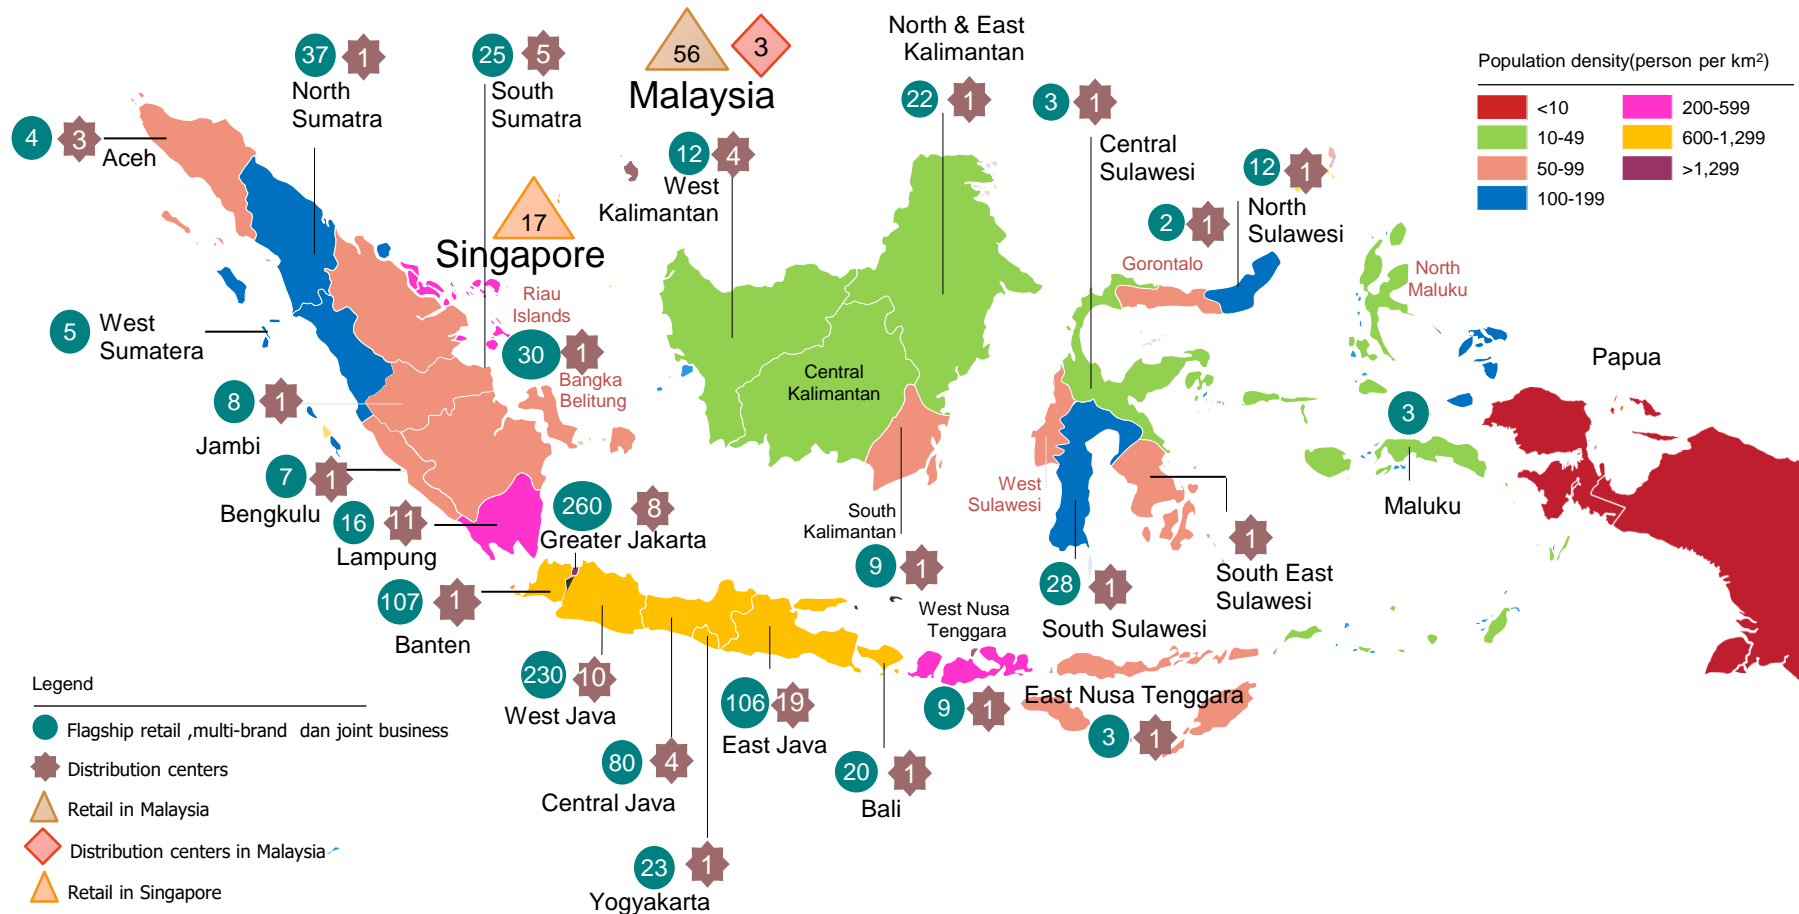 37
1
North
Sumatra
25
5
South
Sumatra
56
3
Malaysia
North & East
Kalimantan
22
1
3
1
Central
Sulawesi
Population density(person per km²)
<10
10-49
50-99
100-199
200-599
600-1,299
>1,299
4
3
Aceh
12
4
West
Kalimantan
12
1
North
Sulawesi
2
1
Gorontalo
17
Singapore
Riau
Islands
30
1
Bangka
Belitung
North
Maluku
5
West
Sumatera
Papua
Central
Kalimantan
8
1
Jambi
3
Maluku
7
1
Bengkulu
16
11
Lampung
260
8
Greater Jakarta
South
Kalimantan
9
1
West
Sulawesi
28
1
South Sulawesi
1
South East
Sulawesi
107
1
Banten
West Nusa
Tenggara
9
1
East Nusa Tenggara
3
1
230
10
West Java
106
19
East Java
80
4
Central Java
20
1
Bali
23
1
Yogyakarta
Legend
Flagship retail ,multi-brand dan joint business
Distribution centers
Retail in Malaysia
Distribution centers in Malaysia
Retail in Singapore